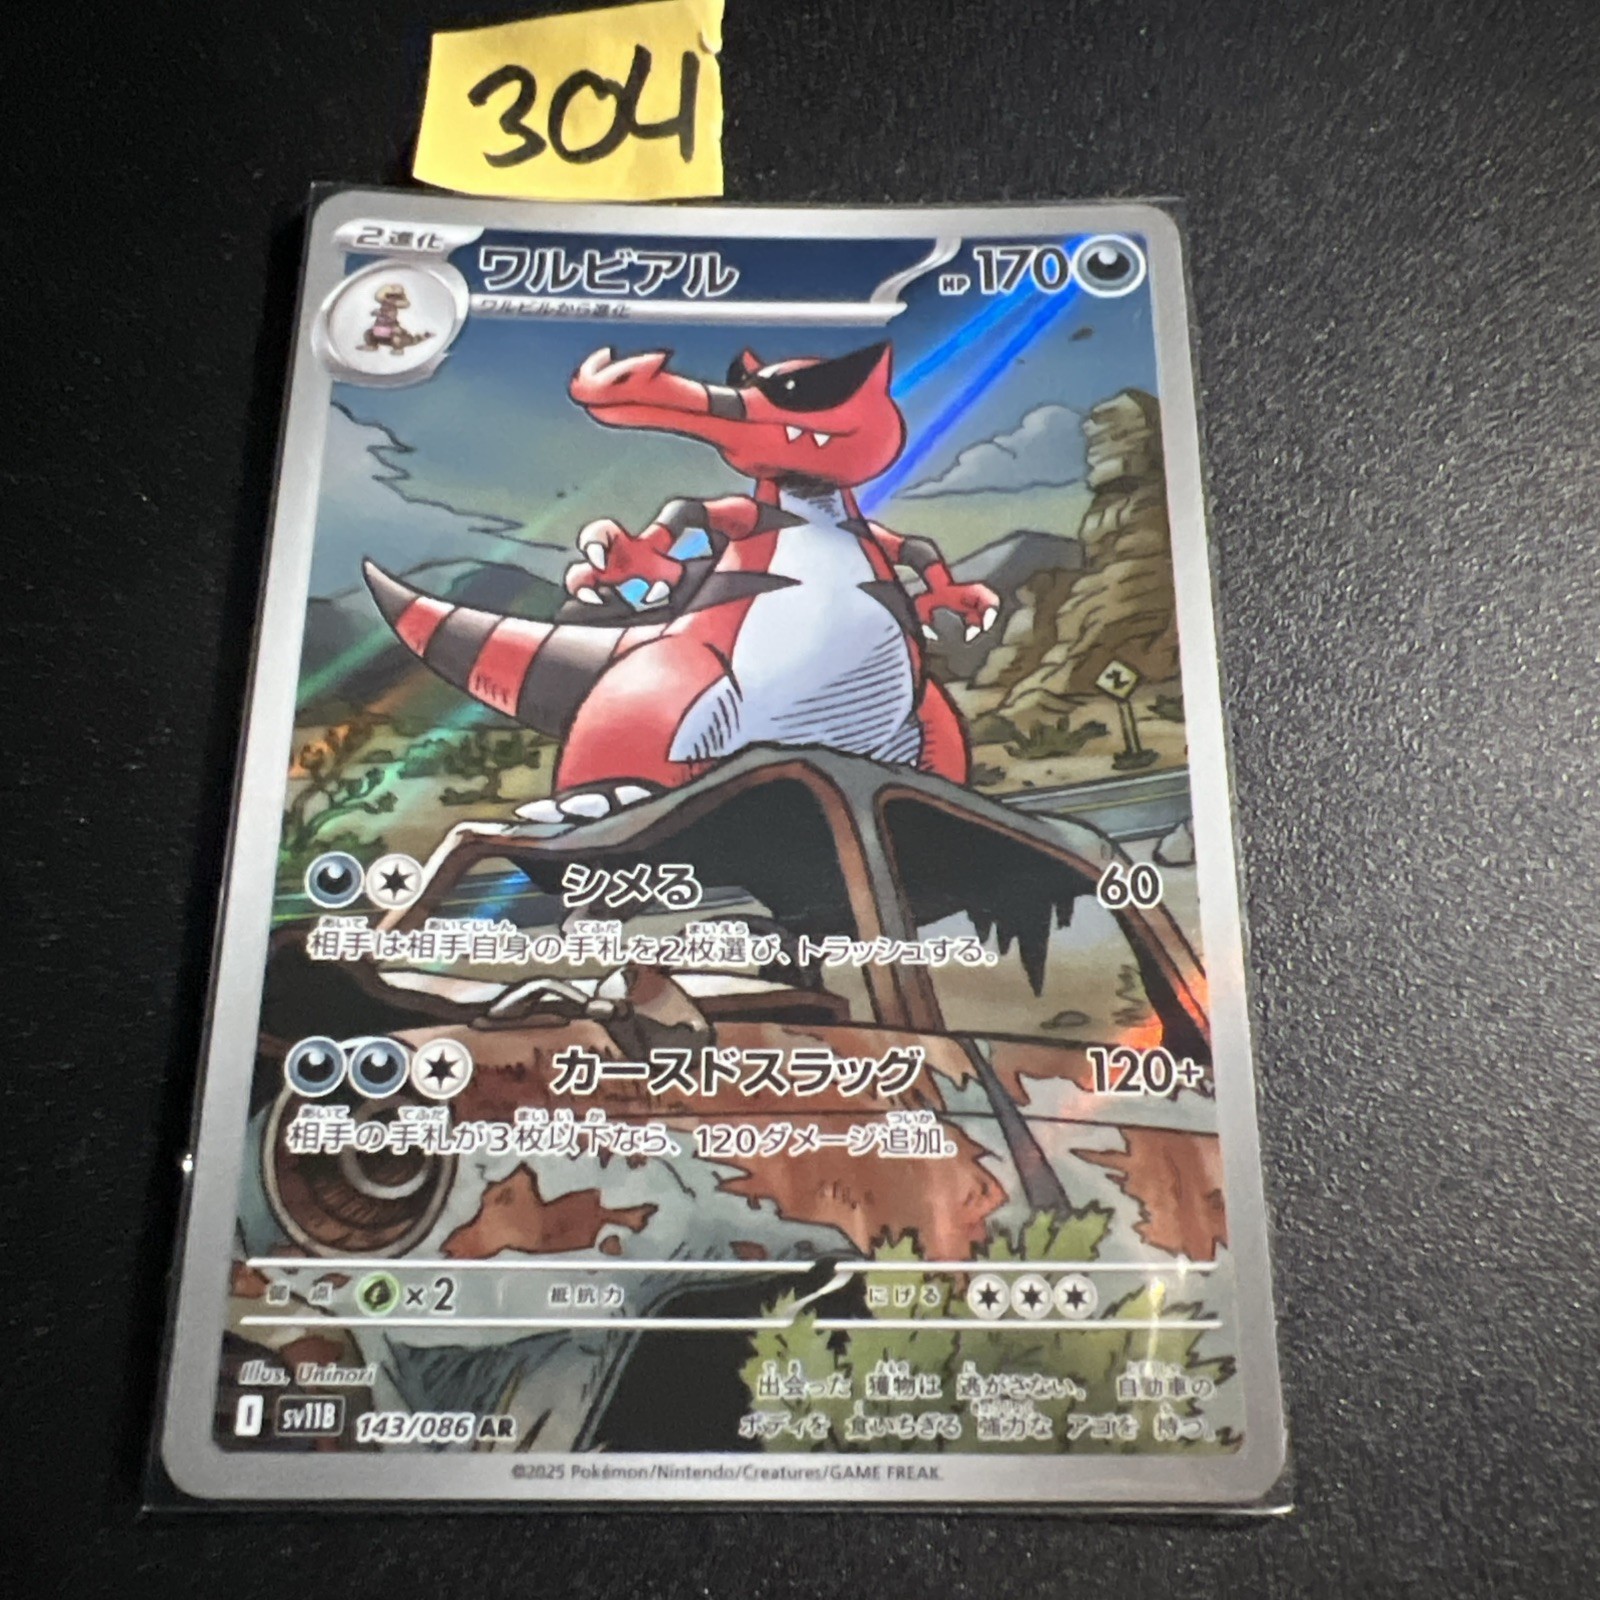 304
2進化
ワルビアル
HP 170
ワルビルから進化
シメる 60
相手は相手自身の手札を2枚選び、トラッシュする。
カースドスラッグ 120+
相手の手札が3枚以下なら、120ダメージ追加。
弱点 ×2 抵抗力 にげる
Illus. Uninori
出会った 獲物は 逃がさない。 自動車の
ボディを 食いちぎる 強力な アゴを 持つ。
I sv11B 143/086 AR
©2025 Pokémon/Nintendo/Creatures/GAME FREAK.